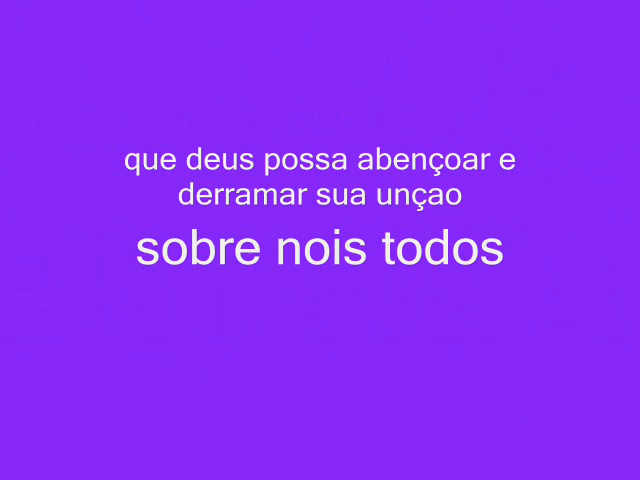 que deus possa abençoar e
derramar sua unçao
sobre nois todos